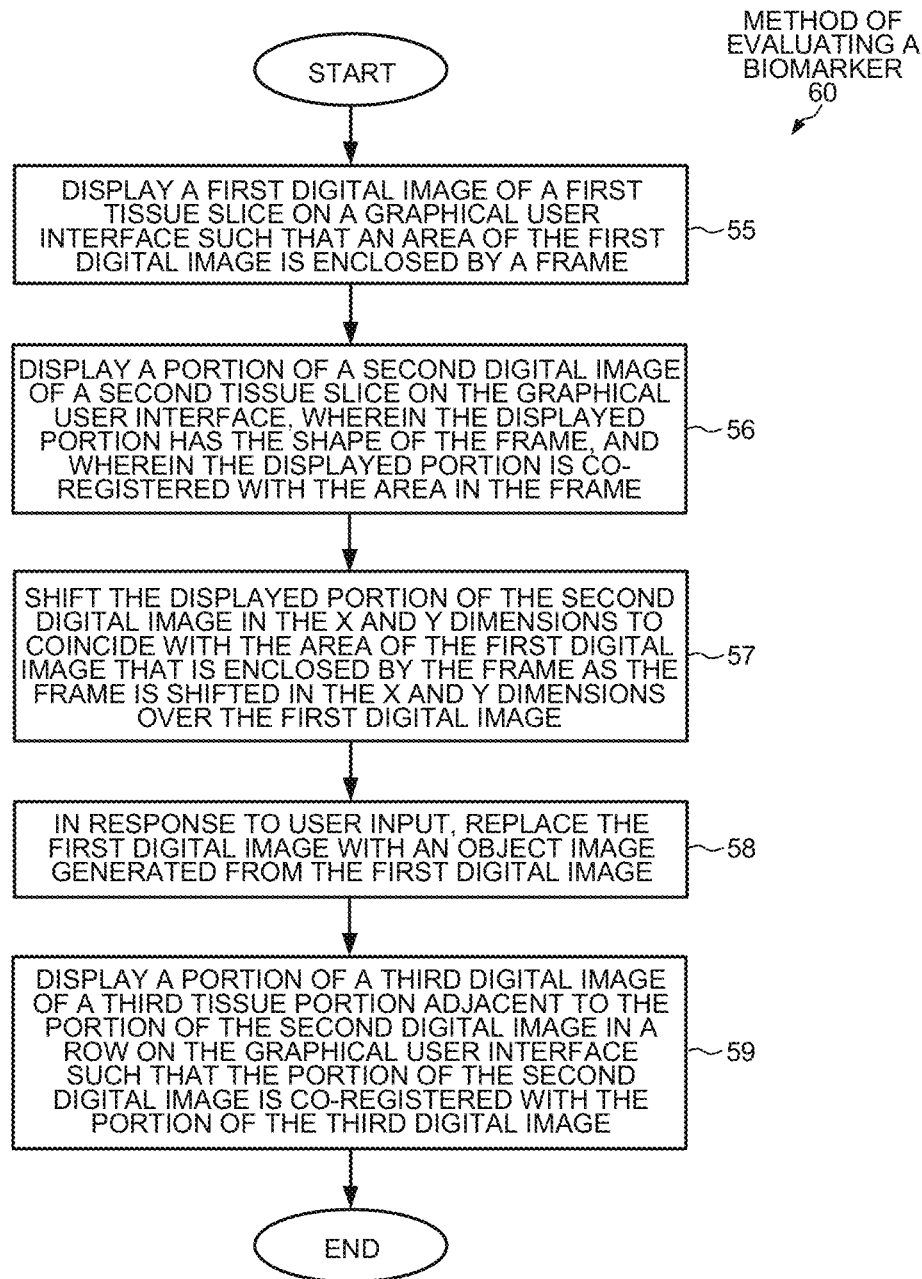 METHOD OF
EVALUATING A
BIOMARKER
60
START
DISPLAY A FIRST DIGITAL IMAGE OF A FIRST
TISSUE SLICE ON A GRAPHICAL USER
INTERFACE SUCH THAT AN AREA OF THE FIRST
DIGITAL IMAGE IS ENCLOSED BY A FRAME
55
DISPLAY A PORTION OF A SECOND DIGITAL IMAGE
OF A SECOND TISSUE SLICE ON THE GRAPHICAL
USER INTERFACE, WHEREIN THE DISPLAYED
PORTION HAS THE SHAPE OF THE FRAME, AND
WHEREIN THE DISPLAYED PORTION IS CO-
REGISTERED WITH THE AREA IN THE FRAME
56
SHIFT THE DISPLAYED PORTION OF THE SECOND
DIGITAL IMAGE IN THE X AND Y DIMENSIONS TO
COINCIDE WITH THE AREA OF THE FIRST DIGITAL
IMAGE THAT IS ENCLOSED BY THE FRAME AS THE
FRAME IS SHIFTED IN THE X AND Y DIMENSIONS
OVER THE FIRST DIGITAL IMAGE
57
IN RESPONSE TO USER INPUT, REPLACE THE
FIRST DIGITAL IMAGE WITH AN OBJECT IMAGE
GENERATED FROM THE FIRST DIGITAL IMAGE
58
DISPLAY A PORTION OF A THIRD DIGITAL IMAGE
OF A THIRD TISSUE PORTION ADJACENT TO THE
PORTION OF THE SECOND DIGITAL IMAGE IN A
ROW ON THE GRAPHICAL USER INTERFACE
SUCH THAT THE PORTION OF THE SECOND
DIGITAL IMAGE IS CO-REGISTERED WITH THE
PORTION OF THE THIRD DIGITAL IMAGE
59
END